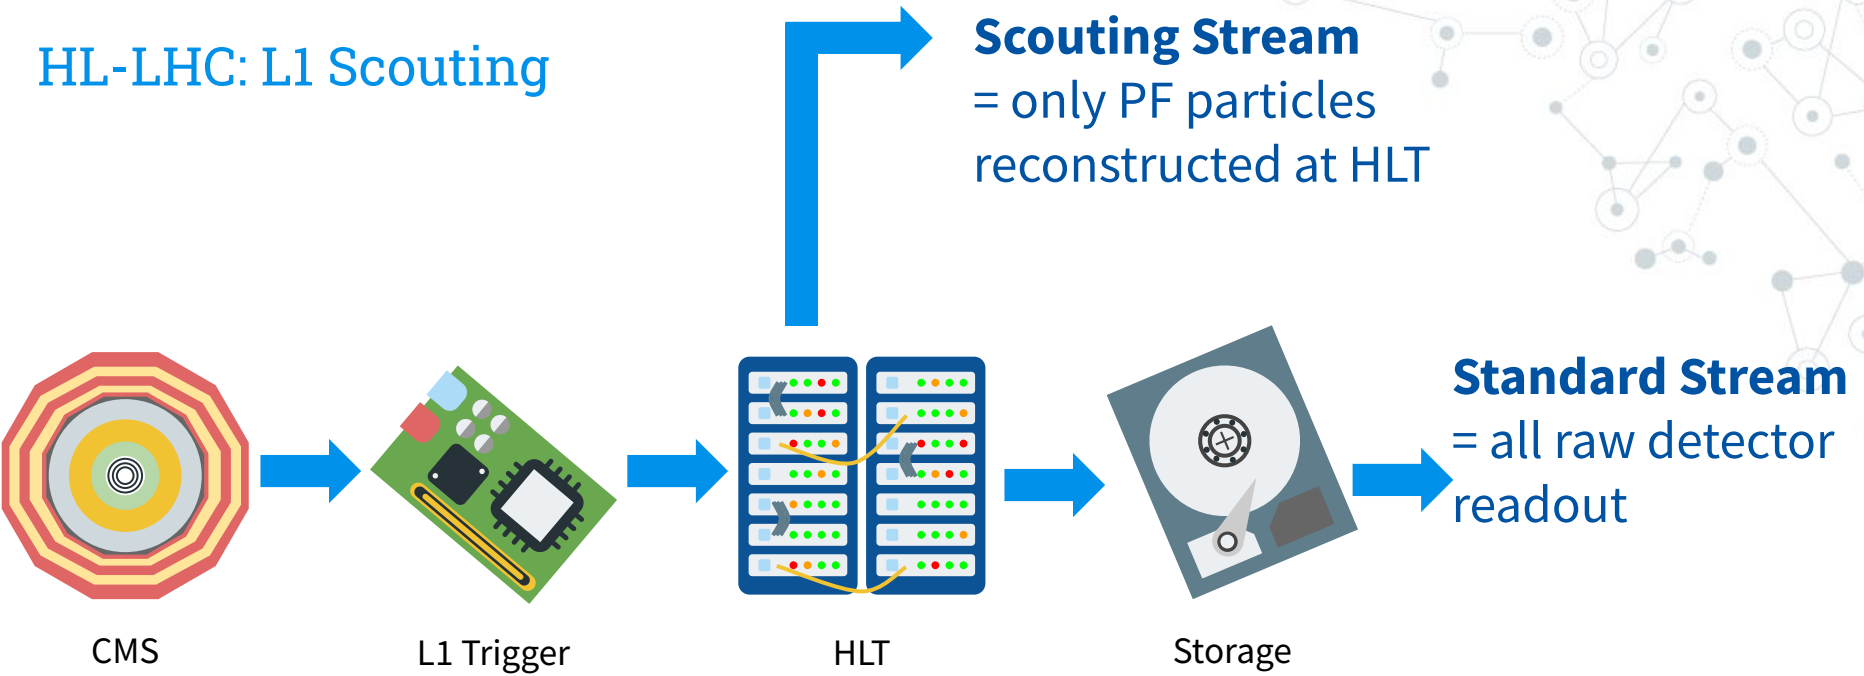 HL-LHC: L1 Scouting
Scouting Stream
= only PF particles
reconstructed at HLT
Standard Stream
= all raw detector
readout
CMS
L1 Trigger
HLT
Storage